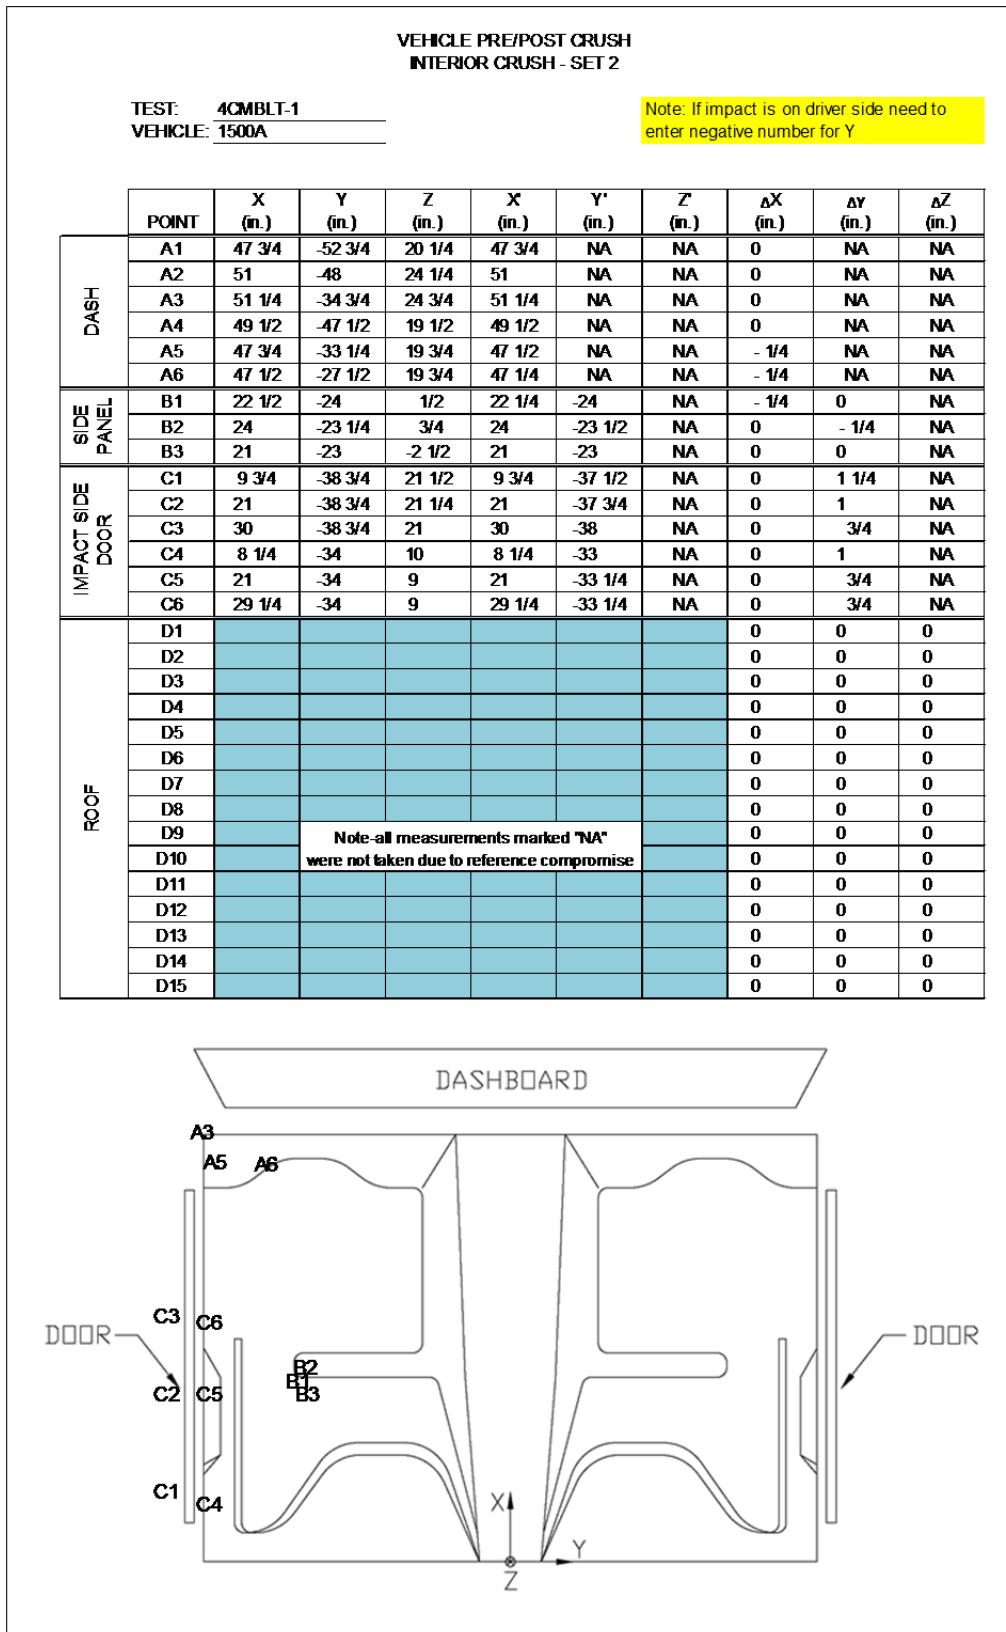 VEHICLE PRE/POST CRUSH
INTERIOR CRUSH - SET 2
TEST: 4CMBLT-1
VEHICLE: 1500A
Note: If impact is on driver side need to
enter negative number for Y
POINT X (in.) Y (in.) Z (in.) X' (in.) Y' (in.) Z' (in.) ΔX (in.) ΔY (in.) ΔZ (in.)
DASH
A1 47 3/4 -52 3/4 20 1/4 47 3/4 NA NA 0 NA NA
A2 51 -48 24 1/4 51 NA NA 0 NA NA
A3 51 1/4 -34 3/4 24 3/4 51 1/4 NA NA 0 NA NA
A4 49 1/2 -47 1/2 19 1/2 49 1/2 NA NA 0 NA NA
A5 47 3/4 -33 1/4 19 3/4 47 1/2 NA NA - 1/4 NA NA
A6 47 1/2 -27 1/2 19 3/4 47 1/4 NA NA - 1/4 NA NA
SIDE PANEL
B1 22 1/2 -24 1/2 22 1/4 -24 NA - 1/4 0 NA
B2 24 -23 1/4 3/4 24 -23 1/2 NA 0 - 1/4 NA
B3 21 -23 -2 1/2 21 -23 NA 0 0 NA
IMPACT SIDE DOOR
C1 9 3/4 -38 3/4 21 1/2 9 3/4 -37 1/2 NA 0 1 1/4 NA
C2 21 -38 3/4 21 1/4 21 -37 3/4 NA 0 1 NA
C3 30 -38 3/4 21 30 -38 NA 0 3/4 NA
C4 8 1/4 -34 10 8 1/4 -33 NA 0 1 NA
C5 21 -34 9 21 -33 1/4 NA 0 3/4 NA
C6 29 1/4 -34 9 29 1/4 -33 1/4 NA 0 3/4 NA
ROOF
D1 0 0 0
D2 0 0 0
D3 0 0 0
D4 0 0 0
D5 0 0 0
D6 0 0 0
D7 0 0 0
D8 0 0 0
D9 0 0 0
D10 0 0 0
D11 0 0 0
D12 0 0 0
D13 0 0 0
D14 0 0 0
D15 0 0 0
Note-all measurements marked "NA"
were not taken due to reference compromise
DASHBOARD
A3
A5 A6
C3 C6
DOOR DOOR
B2
B1
C2 C5 B3
C1
C4
X
Y
Z